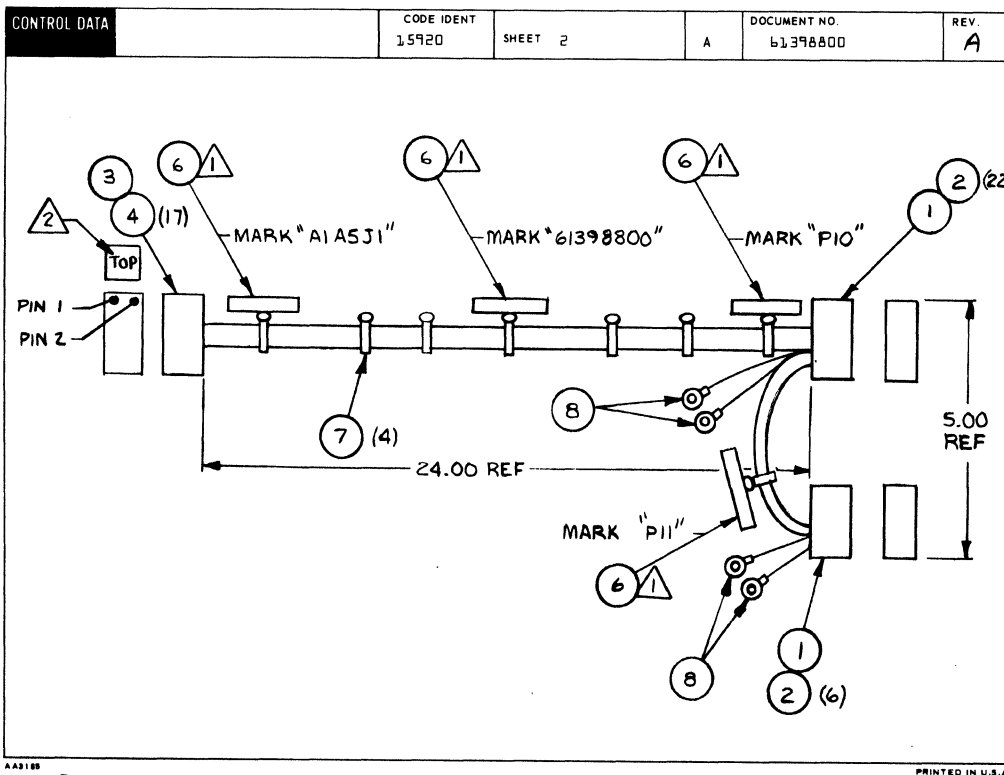 CONTROL DATA
CODE IDENT
15920
SHEET 2
A
DOCUMENT NO.
61398800
REV.
A
6 1
6 1
6 1
3
4 (17)
2 (22
1
2
MARK "A1A5J1"
MARK "61398800"
MARK "P10"
TOP
PIN 1
PIN 2
8
7 (4)
5.00
REF
24.00 REF
MARK "P11"
6 1
8
1
2 (6)
AA3185
PRINTED IN U.S.A